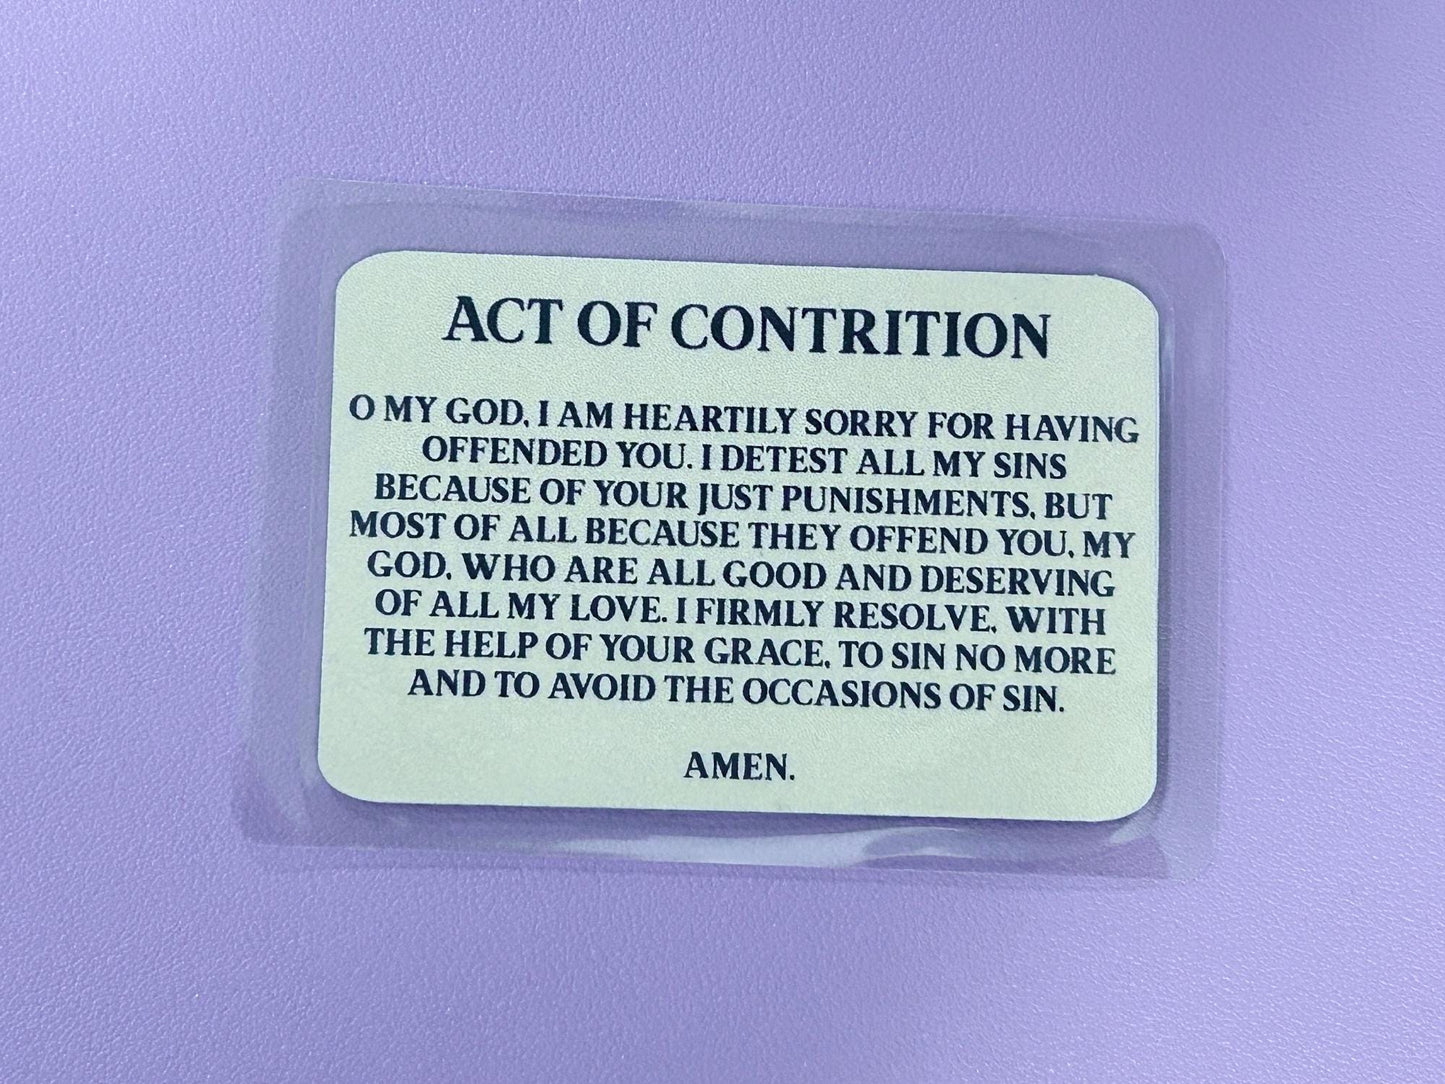 ACT OF CONTRITION
O MY GOD, I AM HEARTILY SORRY FOR HAVING
OFFENDED YOU. I DETEST ALL MY SINS
BECAUSE OF YOUR JUST PUNISHMENTS, BUT
MOST OF ALL BECAUSE THEY OFFEND YOU, MY
GOD, WHO ARE ALL GOOD AND DESERVING
OF ALL MY LOVE. I FIRMLY RESOLVE, WITH
THE HELP OF YOUR GRACE, TO SIN NO MORE
AND TO AVOID THE OCCASIONS OF SIN.
AMEN.